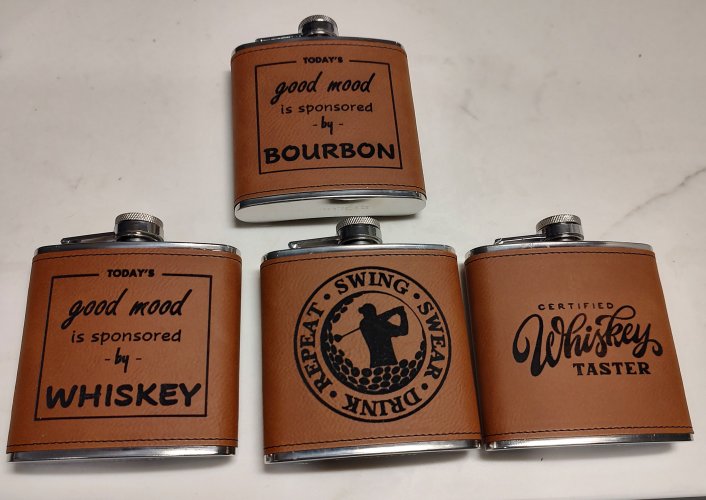 TODAY'S
good mood
is sponsored
- by -
BOURBON
TODAY'S
good mood
is sponsored
- by -
WHISKEY
SWING • SWEAR • DRINK • REPEAT •
CERTIFIED
Whiskey
TASTER